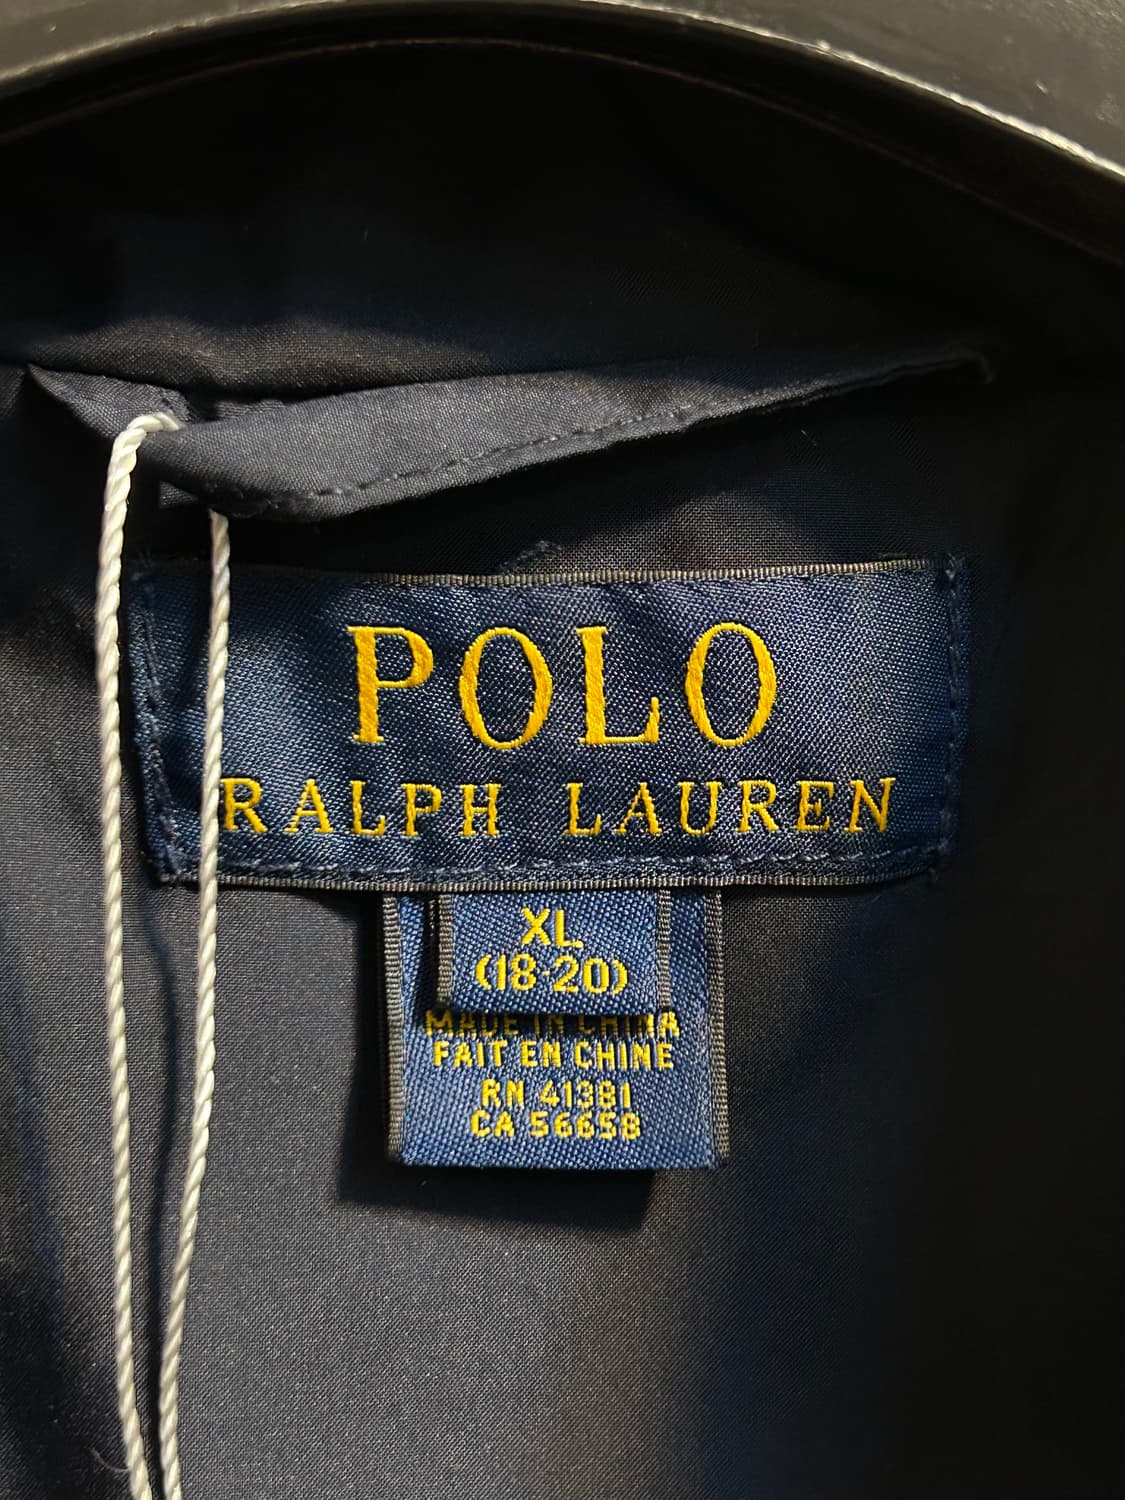 POLO
RALPH LAUREN
XL
(18-20)
MADE IN CHINA
FAIT EN CHINE
RN 41381
CA 56658